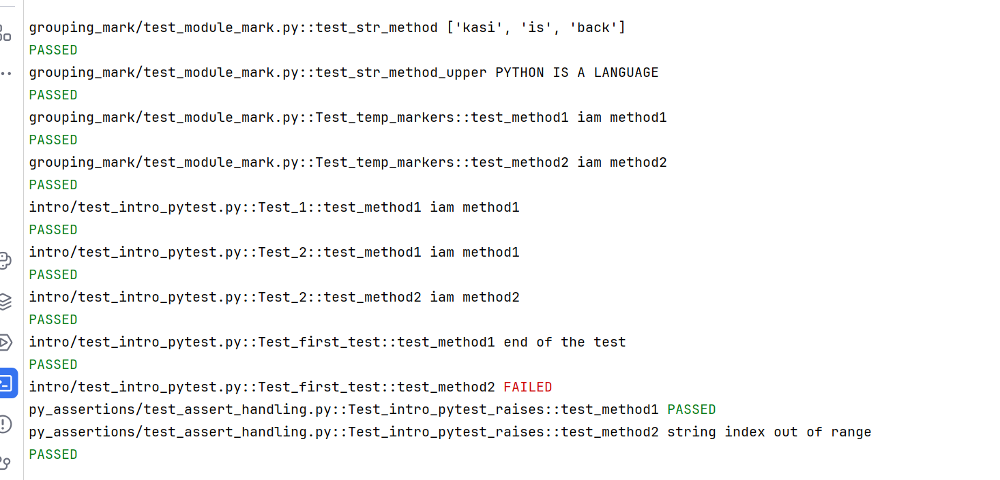 grouping_mark/test_module_mark.py::test_str_method ['kasi', 'is', 'back']
PASSED
grouping_mark/test_module_mark.py::test_str_method_upper PYTHON IS A LANGUAGE
PASSED
grouping_mark/test_module_mark.py::Test_temp_markers::test_method1 iam method1
PASSED
grouping_mark/test_module_mark.py::Test_temp_markers::test_method2 iam method2
PASSED
intro/test_intro_pytest.py::Test_1::test_method1 iam method1
PASSED
intro/test_intro_pytest.py::Test_2::test_method1 iam method1
PASSED
intro/test_intro_pytest.py::Test_2::test_method2 iam method2
PASSED
intro/test_intro_pytest.py::Test_first_test::test_method1 end of the test
PASSED
intro/test_intro_pytest.py::Test_first_test::test_method2 FAILED
py_assertions/test_assert_handling.py::Test_intro_pytest_raises::test_method1 PASSED
py_assertions/test_assert_handling.py::Test_intro_pytest_raises::test_method2 string index out of range
PASSED